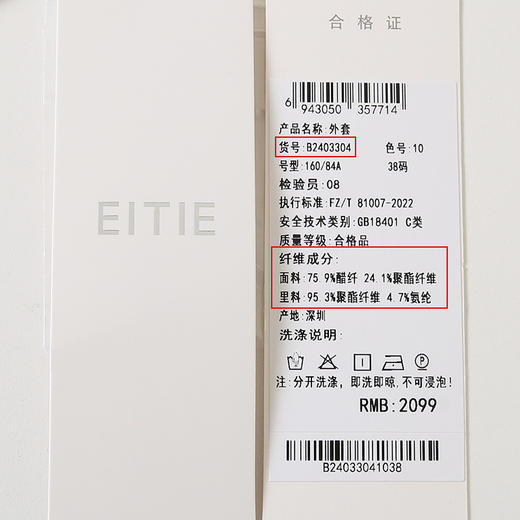 EITIE
合格证
6 943050 357714
产品名称:外套
货号:B2403304 色号:10
号型:160/84A 38码
检验员:08
执行标准:FZ/T 81007-2022
安全技术类别:GB18401 C类
质量等级:合格品
纤维成分:
面料:75.9%醋纤 24.1%聚酯纤维
里料:95.3%聚酯纤维 4.7%氨纶
产地:深圳
洗涤说明:
注:分开洗涤,即洗即晾,不可浸泡!
RMB:2099
B24033041038